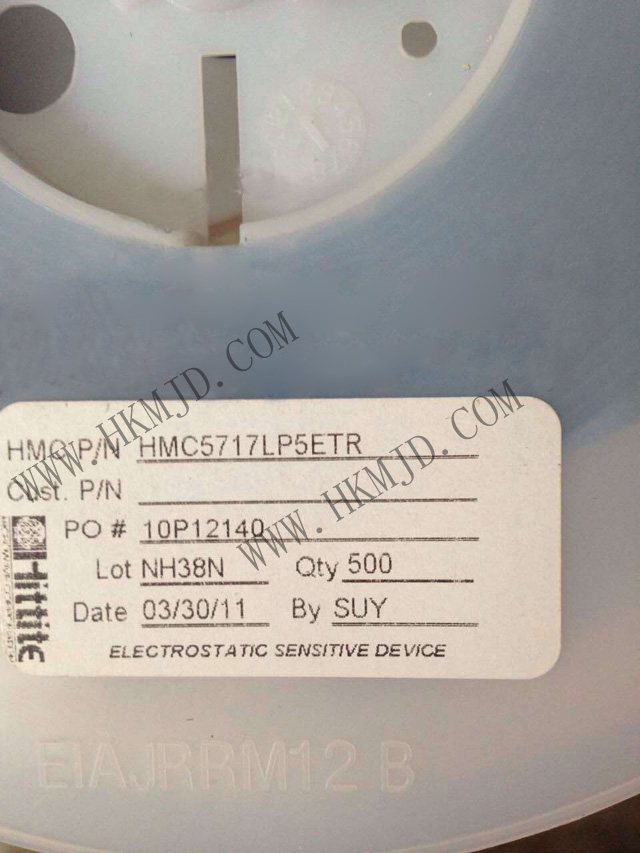 WWW.HKMJD.COM
WWW.HKMJD.COM
HMC P/N HMC5717LP5ETR
Cust. P/N
PO # 10P12140
Lot NH38N Qty 500
Date 03/30/11 By SUY
ELECTROSTATIC SENSITIVE DEVICE
Hittite
EIAJRRM12 B